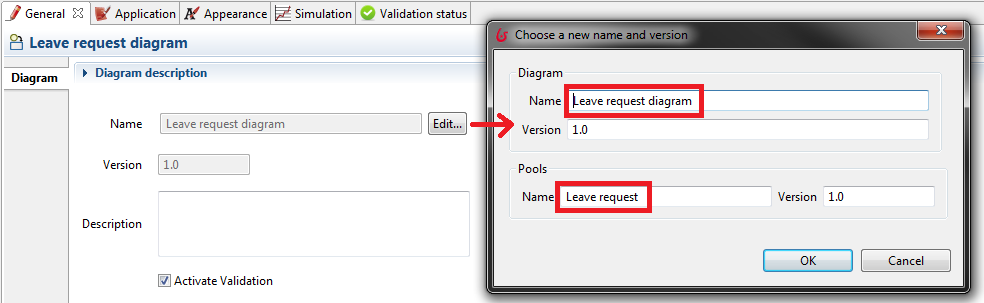 General
Application
Appearance
Simulation
Validation status
Leave request diagram
Diagram
Diagram description
Name Leave request diagram Edit...
Version 1.0
Description
Activate Validation
Choose a new name and version
Diagram
Name Leave request diagram
Version 1.0
Pools
Name Leave request Version 1.0
OK Cancel